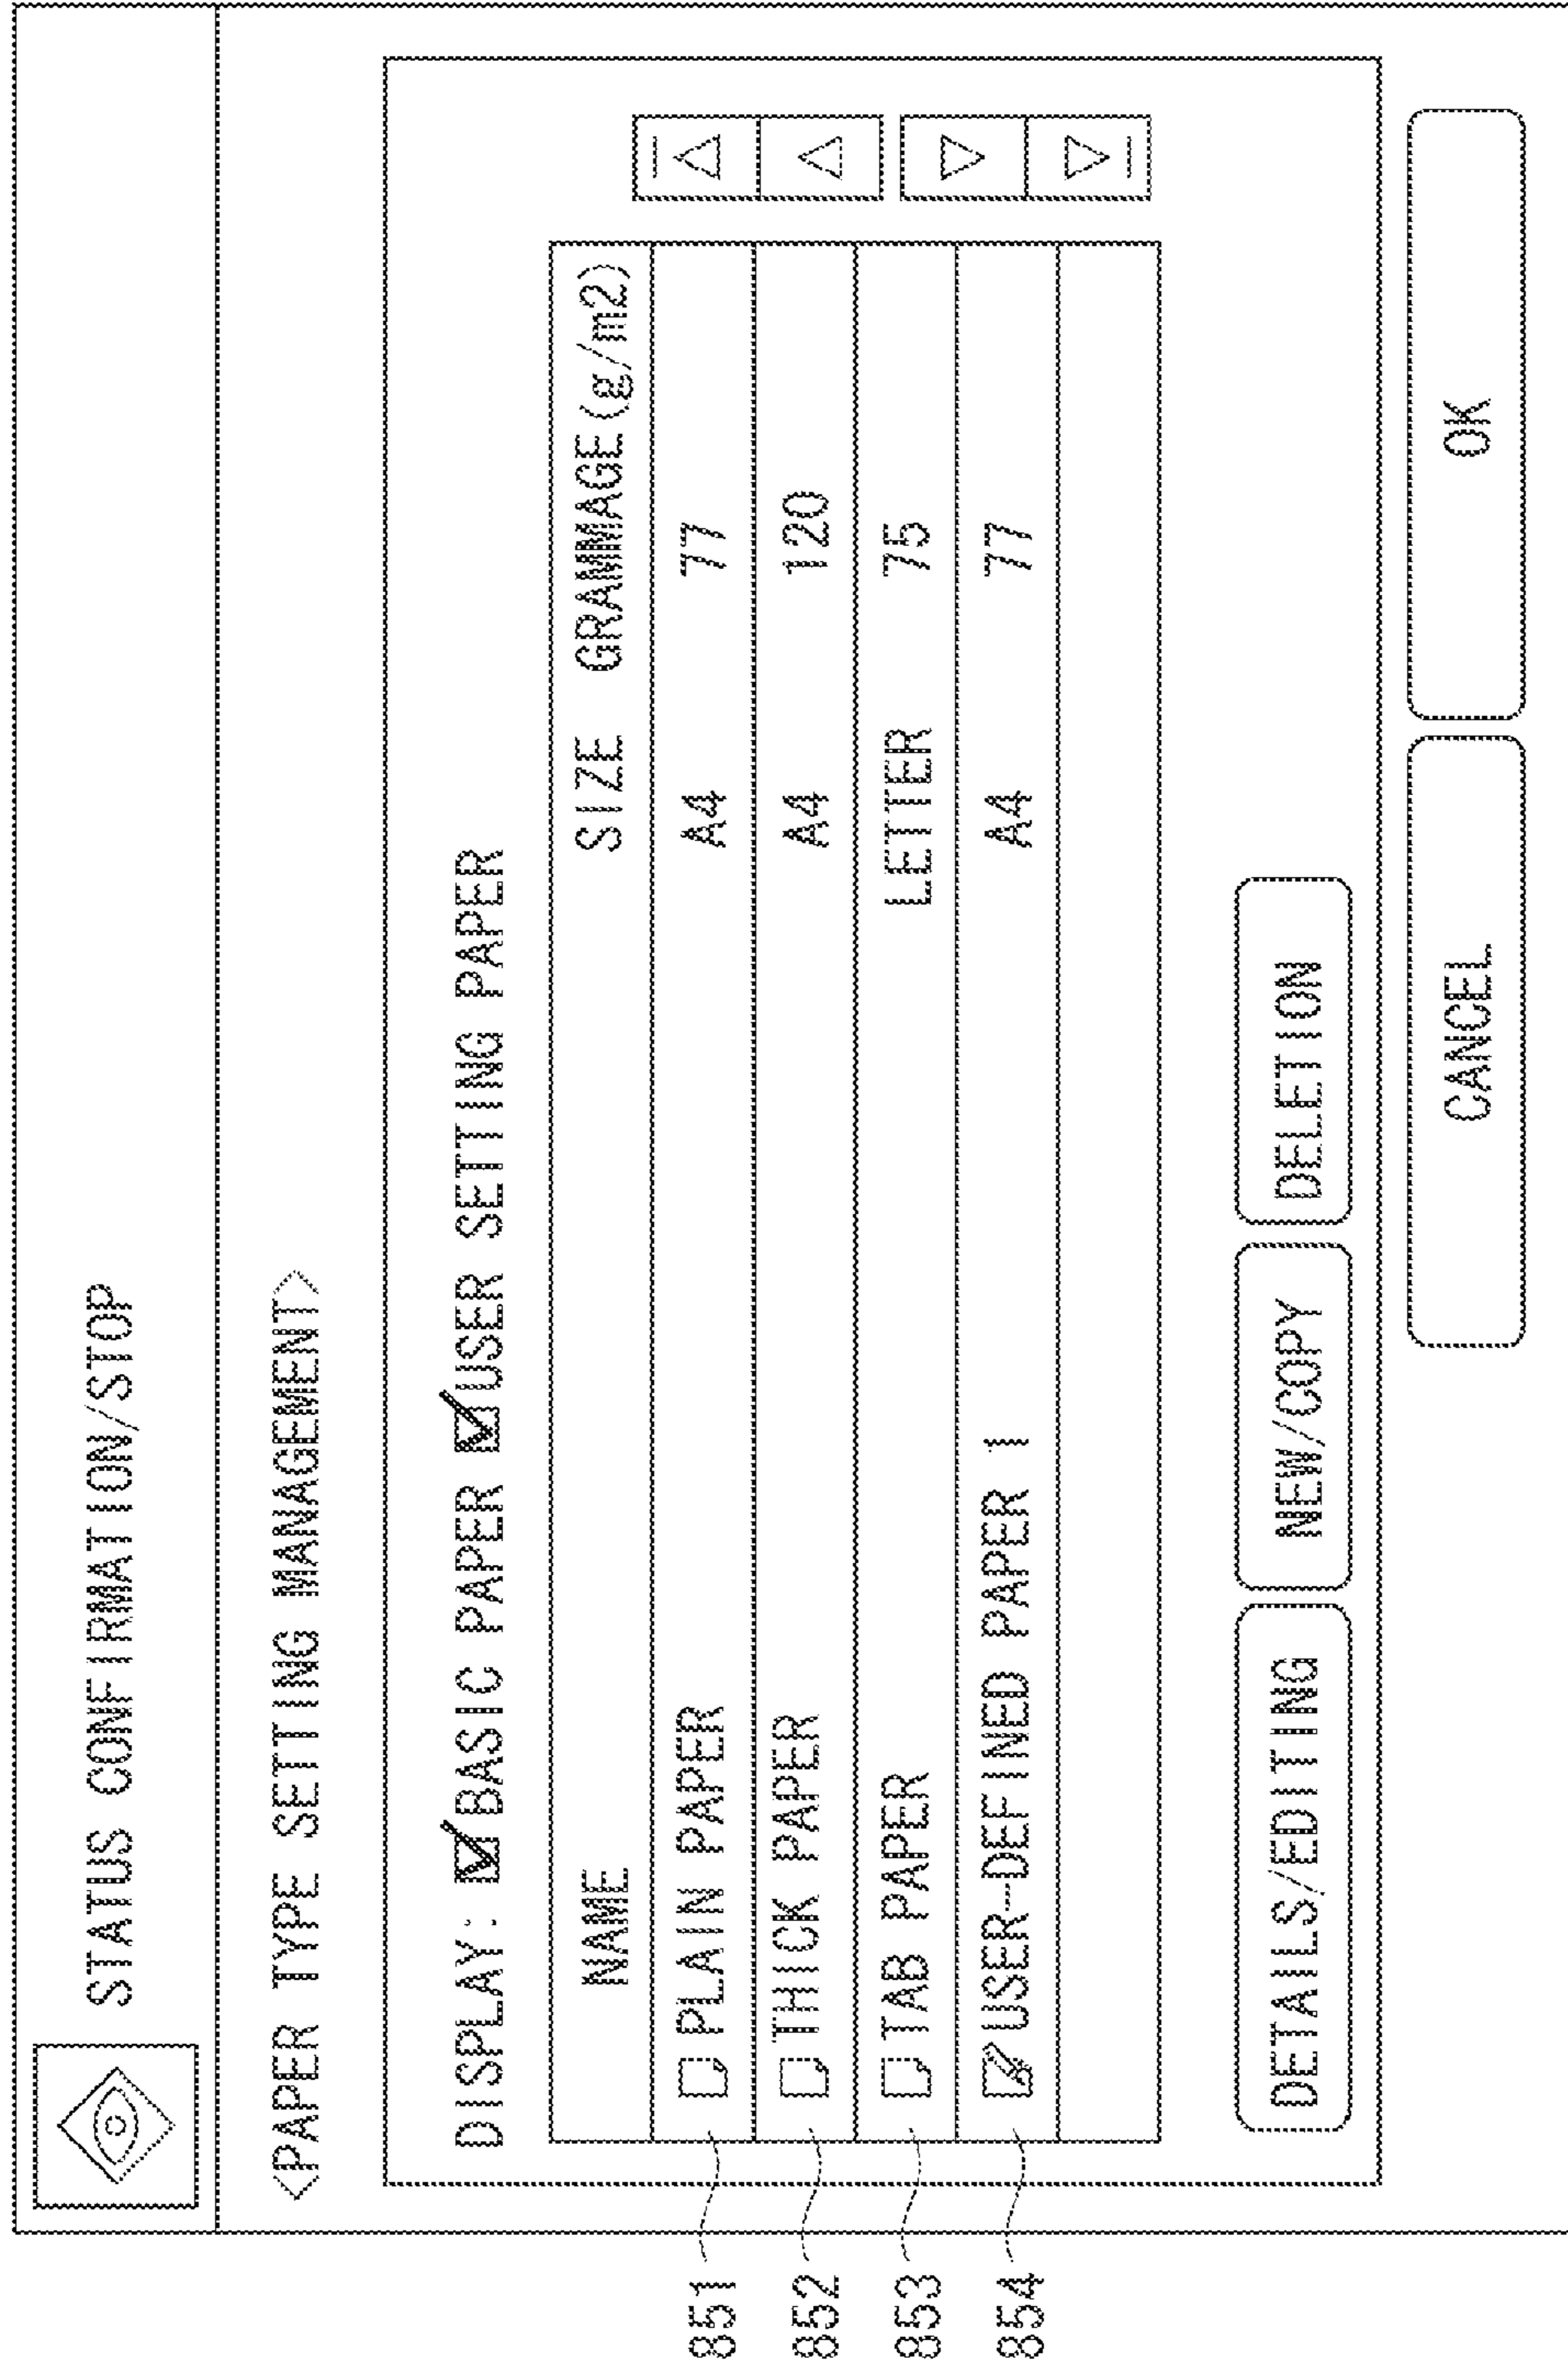 STATUS CONFIRMATION/STOP
<PAPER TYPE SETTING MANAGEMENT>
DISPLAY: BASIC PAPER USER SETTING PAPER
NAME SIZE GRAMMAGE(g/m2)
851 PLAIN PAPER A4 77
852 THICK PAPER A4 120
853 TAB PAPER LETTER 75
854 USER-DEFINED PAPER 1 A4 77
DETAILS/EDITING NEW/COPY DELETION
CANCEL OK